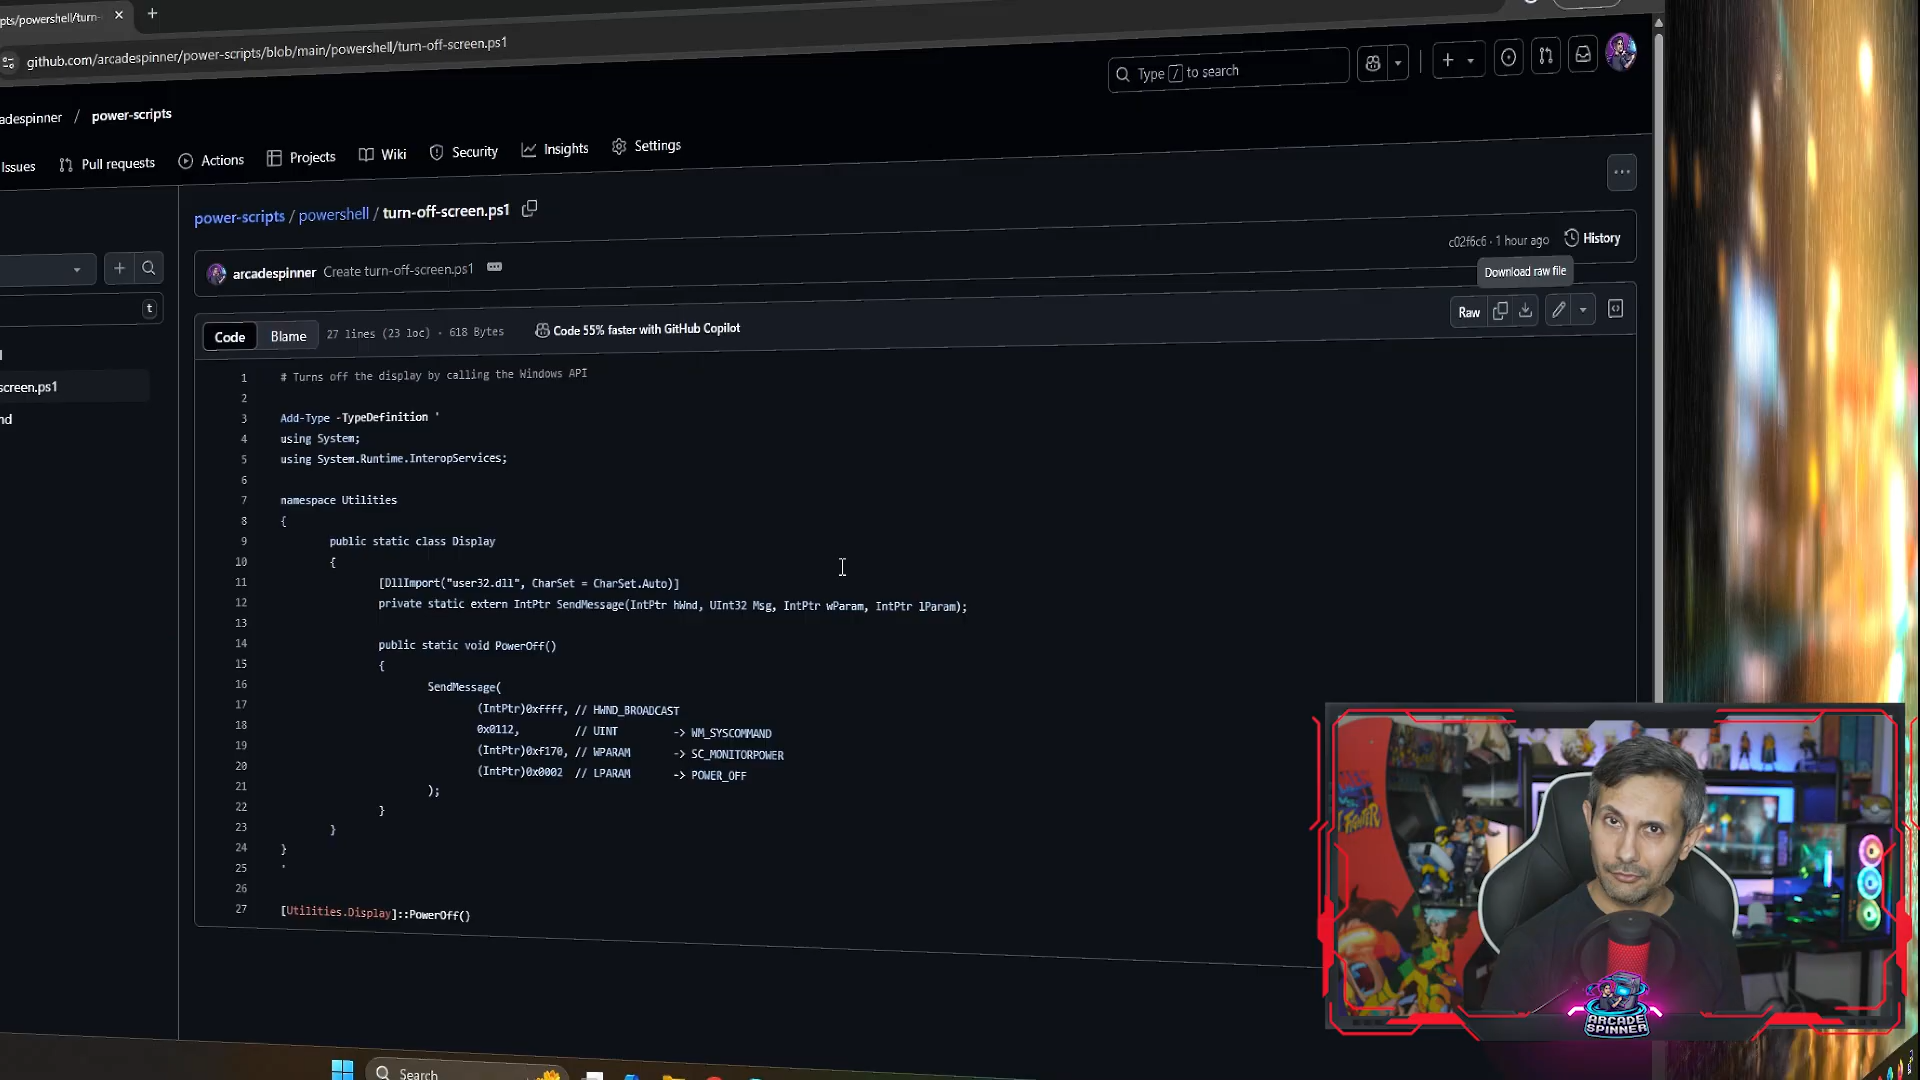 pts/powershell/turn-
github.com/arcadespinner/power-scripts/blob/main/powershell/turn-off-screen.ps1
Type / to search
adespinner / power-scripts
Issues
Pull requests
Actions
Projects
Wiki
Security
Insights
Settings
power-scripts / powershell / turn-off-screen.ps1
arcadespinner Create turn-off-screen.ps1
c02f6c6 · 1 hour ago
History
Download raw file
t
Code
Blame
27 lines (23 loc) · 618 Bytes
Code 55% faster with GitHub Copilot
Raw
screen.ps1
nd
1 # Turns off the display by calling the Windows API
2
3 Add-Type -TypeDefinition '
4 using System;
5 using System.Runtime.InteropServices;
6
7 namespace Utilities
8 {
9 public static class Display
10 {
11 [DllImport("user32.dll", CharSet = CharSet.Auto)]
12 private static extern IntPtr SendMessage(IntPtr hWnd, UInt32 Msg, IntPtr wParam, IntPtr lParam);
13
14 public static void PowerOff()
15 {
16 SendMessage(
17 (IntPtr)0xffff, // HWND_BROADCAST
18 0x0112, // UINT -> WM_SYSCOMMAND
19 (IntPtr)0xf170, // WPARAM -> SC_MONITORPOWER
20 (IntPtr)0x0002 // LPARAM -> POWER_OFF
21 );
22 }
23 }
24 }
25 '
26
27 [Utilities.Display]::PowerOff()
Search
ARCADE
SPINNER